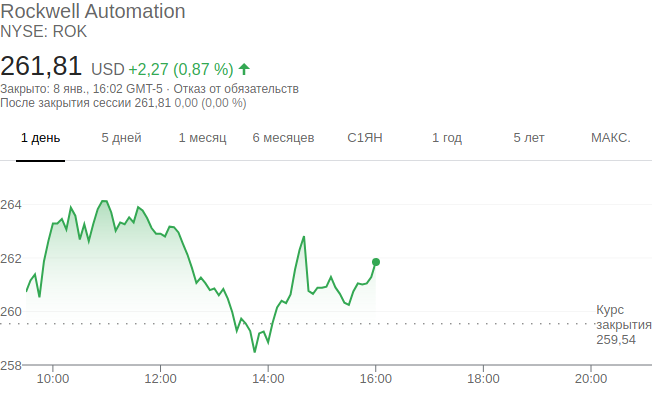 Rockwell Automation
NYSE: ROK
261,81 USD +2,27 (0,87 %)
Закрыто: 8 янв., 16:02 GMT-5 · Отказ от обязательств
После закрытия сессии 261,81 0,00 (0,00 %)
1 день 5 дней 1 месяц 6 месяцев С1ЯН 1 год 5 лет МАКС.
264
262
260
258
Курс
закрытия
259,54
10:00 12:00 14:00 16:00 18:00 20:00